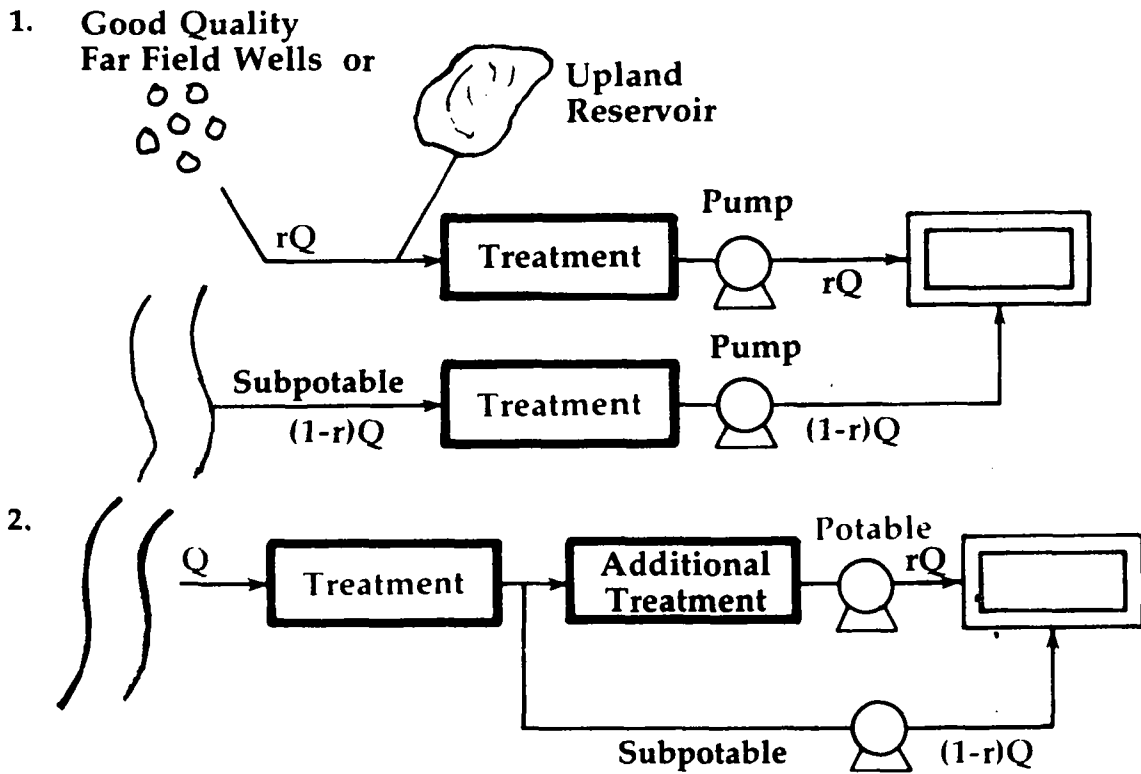 1. Good Quality
Far Field Wells or
Upland
Reservoir
rQ
Treatment
Pump
rQ
Subpotable
(1-r)Q
Treatment
Pump
(1-r)Q
2.
Q
Treatment
Additional
Treatment
Potable
rQ
Subpotable
(1-r)Q